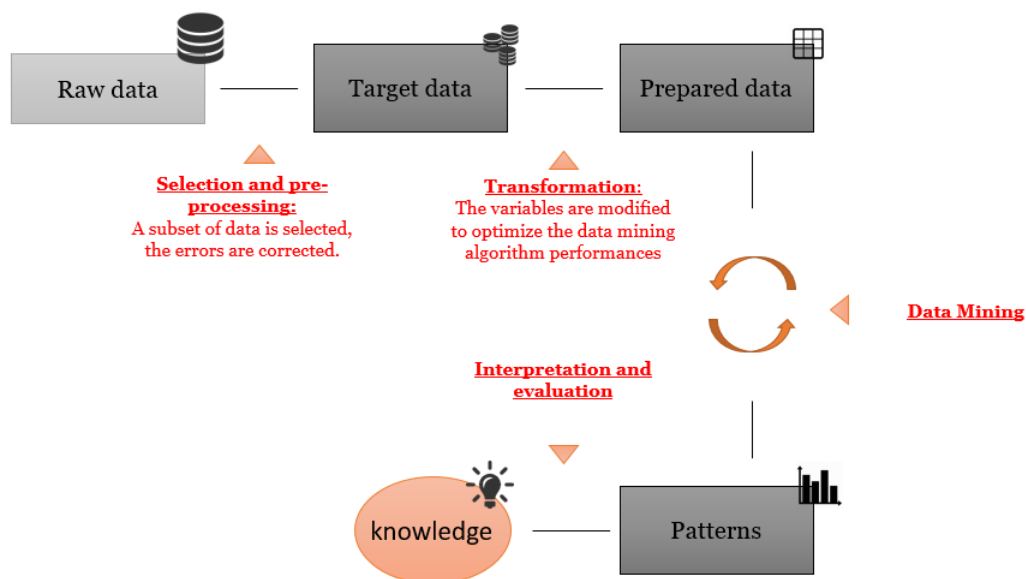 Raw data
Target data
Prepared data
Selection and pre-
processing:
A subset of data is selected,
the errors are corrected.
Transformation:
The variables are modified
to optimize the data mining
algorithm performances
Data Mining
Interpretation and
evaluation
knowledge
Patterns